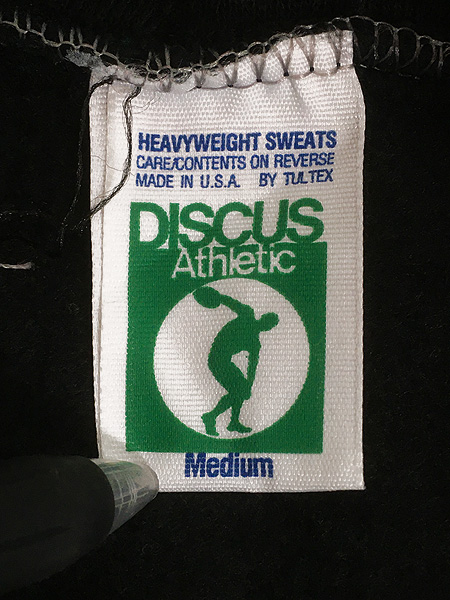 HEAVYWEIGHT SWEATS
CARE/CONTENTS ON REVERSE
MADE IN U.S.A. BY TULTEX
DISCUS
Athletic
Medium